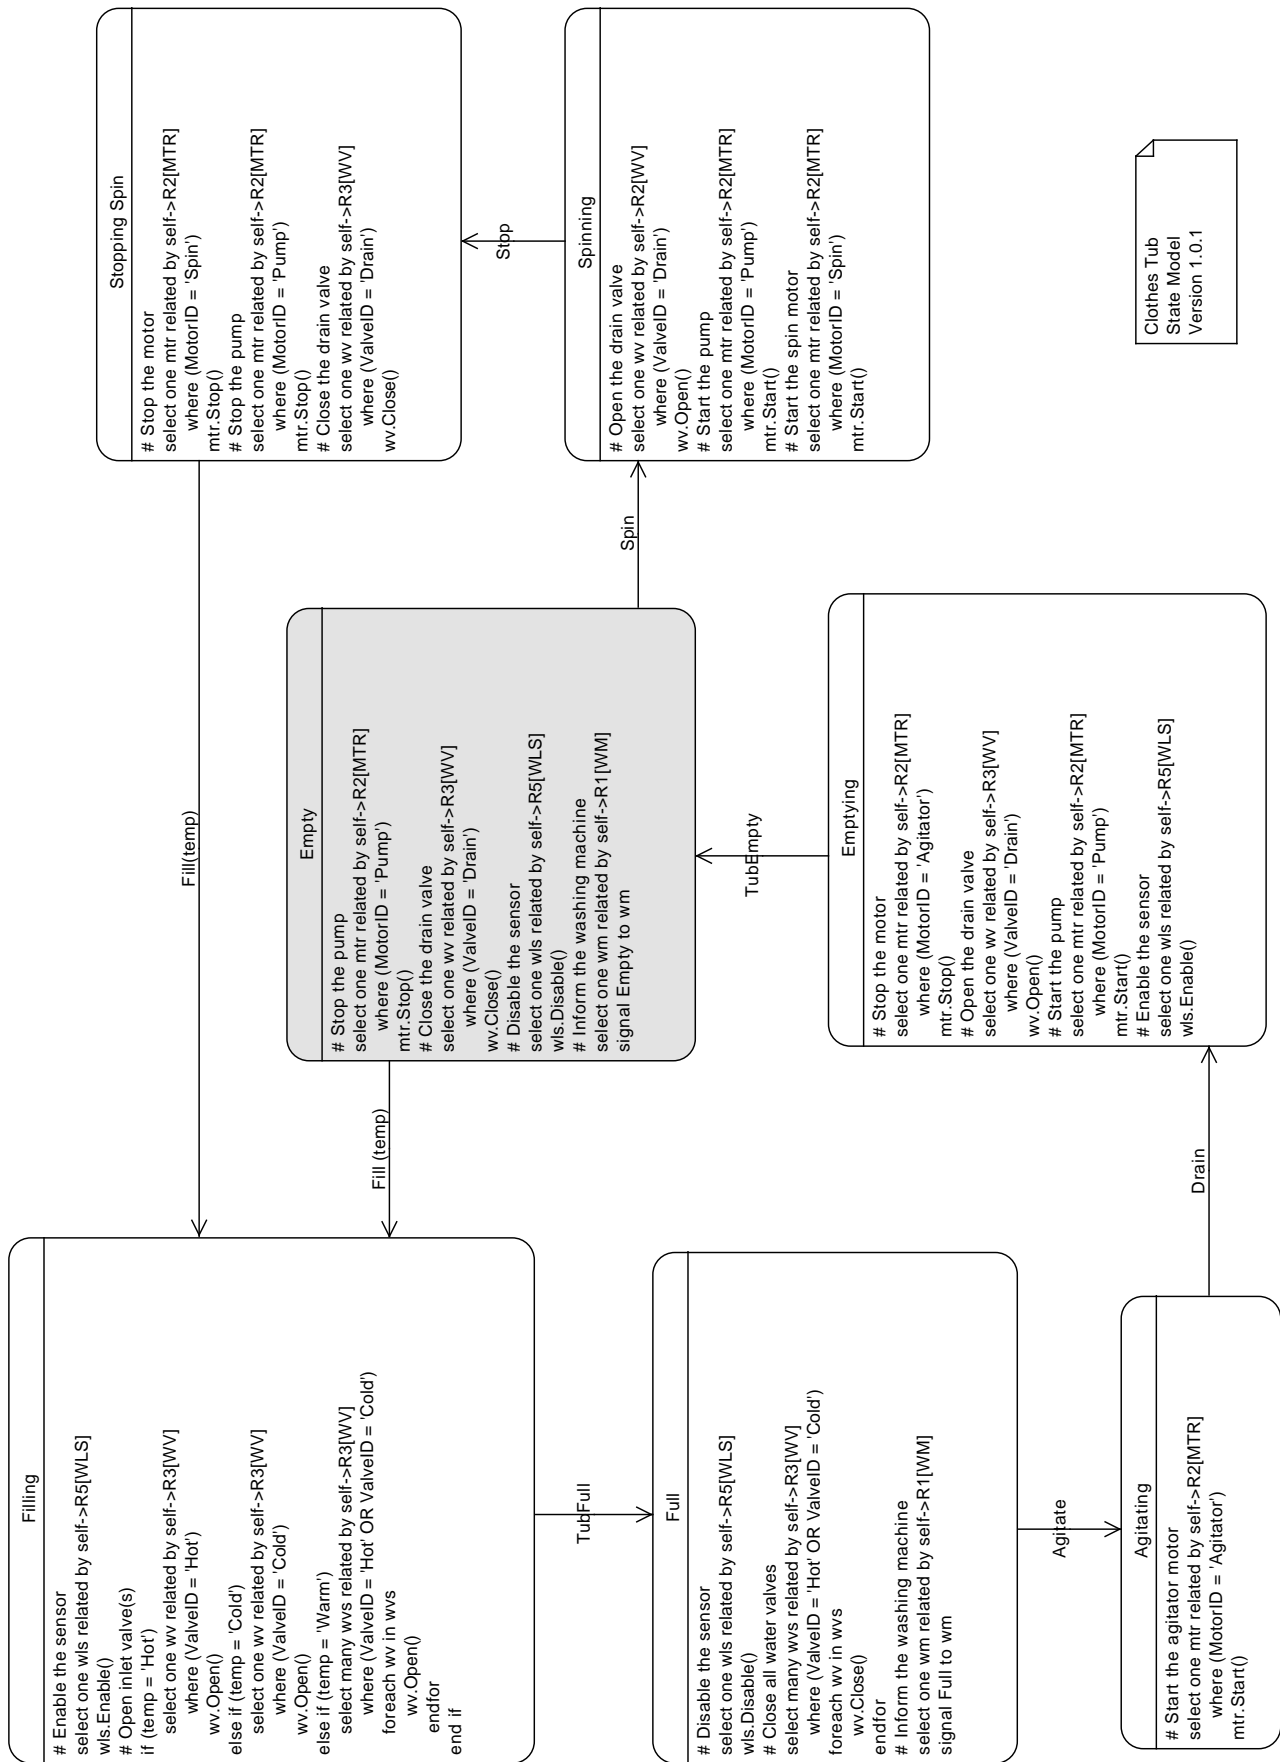 Filling
# Enable the sensor
select one wls related by self->R5[WLS]
wls.Enable()
# Open inlet valve(s)
if (temp = 'Hot')
select one wv related by self->R3[WV]
where (ValveID = 'Hot')
wv.Open()
else if (temp = 'Cold')
select one wv related by self->R3[WV]
where (ValveID = 'Cold')
wv.Open()
else if (temp = 'Warm')
select many wvs related by self->R3[WV]
where (ValveID = 'Hot' OR ValveID = 'Cold')
foreach wv in wvs
wv.Open()
endfor
end if
Fill(temp)
Stopping Spin
# Stop the motor
select one mtr related by self->R2[MTR]
where (MotorID = 'Spin')
mtr.Stop()
# Stop the pump
select one mtr related by self->R2[MTR]
where (MotorID = 'Pump')
mtr.Stop()
# Close the drain valve
select one wv related by self->R3[WV]
where (ValveID = 'Drain')
wv.Close()
Fill (temp)
Empty
# Stop the pump
select one mtr related by self->R2[MTR]
where (MotorID = 'Pump')
mtr.Stop()
# Close the drain valve
select one wv related by self->R3[WV]
where (ValveID = 'Drain')
wv.Close()
# Disable the sensor
select one wls related by self->R5[WLS]
wls.Disable()
# Inform the washing machine
select one wm related by self->R1[WM]
signal Empty to wm
Stop
TubFull
Spin
Full
# Disable the sensor
select one wls related by self->R5[WLS]
wls.Disable()
# Close all water valves
select many wvs related by self->R3[WV]
where (ValveID = 'Hot' OR ValveID = 'Cold')
foreach wv in wvs
wv.Close()
endfor
# Inform the washing machine
select one wm related by self->R1[WM]
signal Full to wm
TubEmpty
Spinning
# Open the drain valve
select one wv related by self->R2[WV]
where (ValveID = 'Drain')
wv.Open()
# Start the pump
select one mtr related by self->R2[MTR]
where (MotorID = 'Pump')
mtr.Start()
# Start the spin motor
select one mtr related by self->R2[MTR]
where (MotorID = 'Spin')
mtr.Start()
Agitate
Emptying
# Stop the motor
select one mtr related by self->R2[MTR]
where (MotorID = 'Agitator')
mtr.Stop()
# Open the drain valve
select one wv related by self->R3[WV]
where (ValveID = 'Drain')
wv.Open()
# Start the pump
select one mtr related by self->R2[MTR]
where (MotorID = 'Pump')
mtr.Start()
# Enable the sensor
select one wls related by self->R5[WLS]
wls.Enable()
Agitating
# Start the agitator motor
select one mtr related by self->R2[MTR]
where (MotorID = 'Agitator')
mtr.Start()
Drain
Clothes Tub
State Model
Version 1.0.1